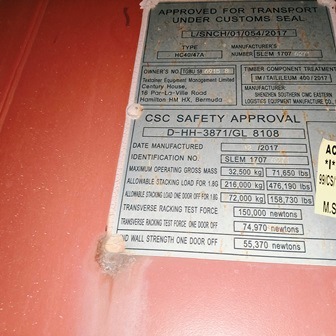 APPROVED FOR TRANSPORT
UNDER CUSTOMS SEAL
L/SNCH/01/054/2017
TYPE
HC40/47A
MANUFACTURER'S
SLEM 1707
OWNER'S NO.
Textainer Equipment Management Limited
Century House,
16 Par-La-Ville Road
Hamilton HM HX, Bermuda
TIMBER COMPONENT TREATMENT
IM / TAILILEUM 400 / 2017
MANUFACTURER
SHENZHEN SOUTHERN CIMC EASTERN
LOGISTICS EQUIPMENT MANUFACTURE CO.
CSC SAFETY APPROVAL
D-HH-3871/GL 8108
DATE MANUFACTURED /2017
IDENTIFICATION NO. SLEM 1707
MAXIMUM OPERATING GROSS MASS 32,500 kg 71,650 lbs
ALLOWABLE STACKING LOAD FOR 1.8G 216,000 kg 476,190 lbs
ALLOWABLE STACKING LOAD ONE DOOR OFF FOR 1.8G 72,000 kg 158,730 lbs
TRANSVERSE RACKING TEST FORCE 150,000 newtons
TRANSVERSE RACKING FORCE ONE DOOR OFF 74,970 newtons
WALL STRENGTH ONE DOOR OFF 55,370 newtons
M.S